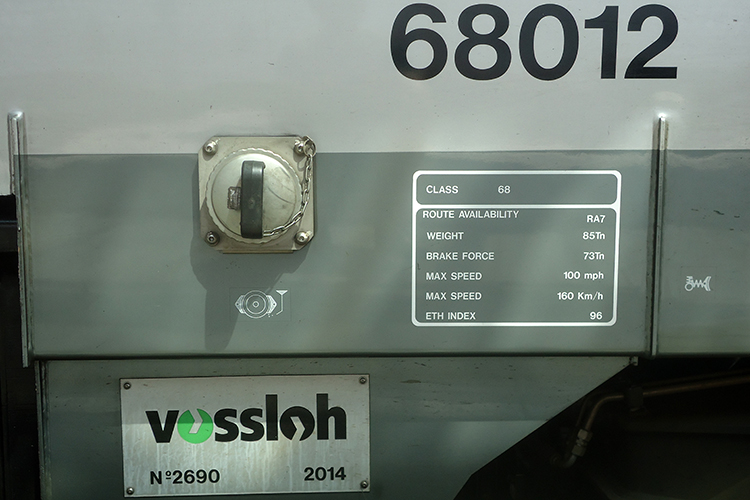 68012
CLASS 68
ROUTE AVAILABILITY RA7
WEIGHT 85Tn
BRAKE FORCE 73Tn
MAX SPEED 100 mph
MAX SPEED 160 Km/h
ETH INDEX 96
vossloh
Nº2690 2014